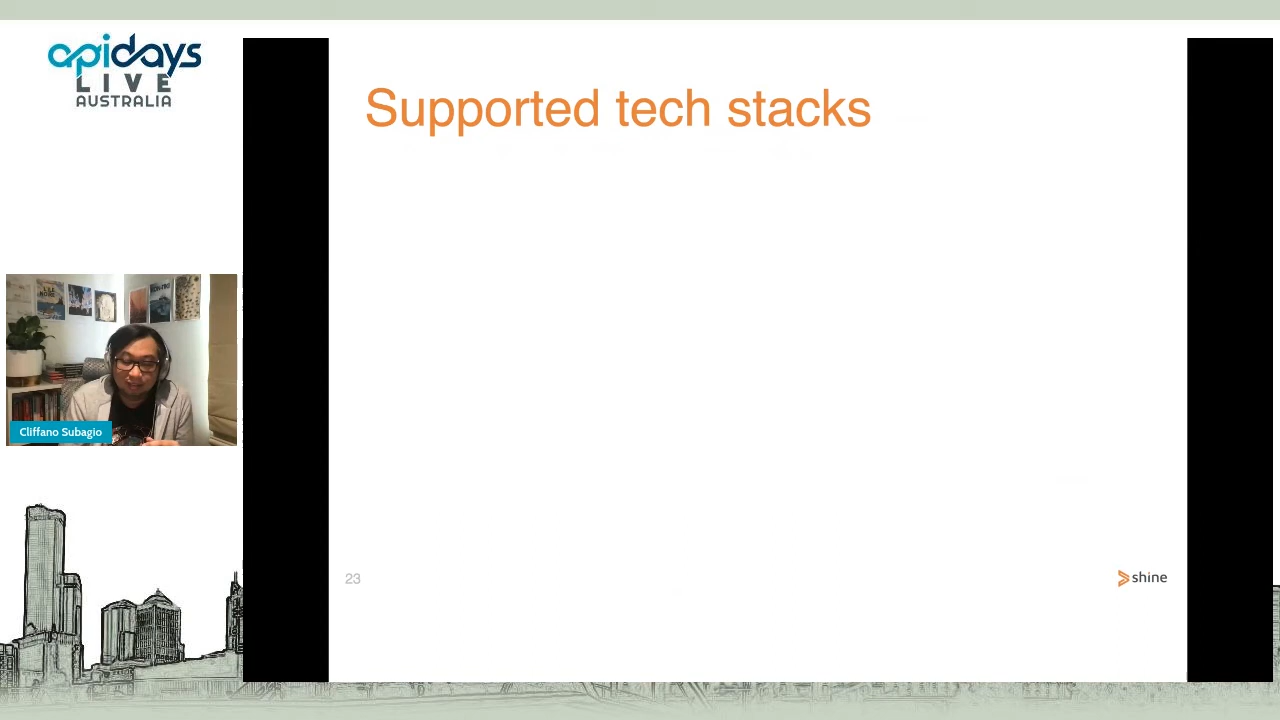 apidays
LIVE
AUSTRALIA
Supported tech stacks
Cliffano Subagio
23
shine